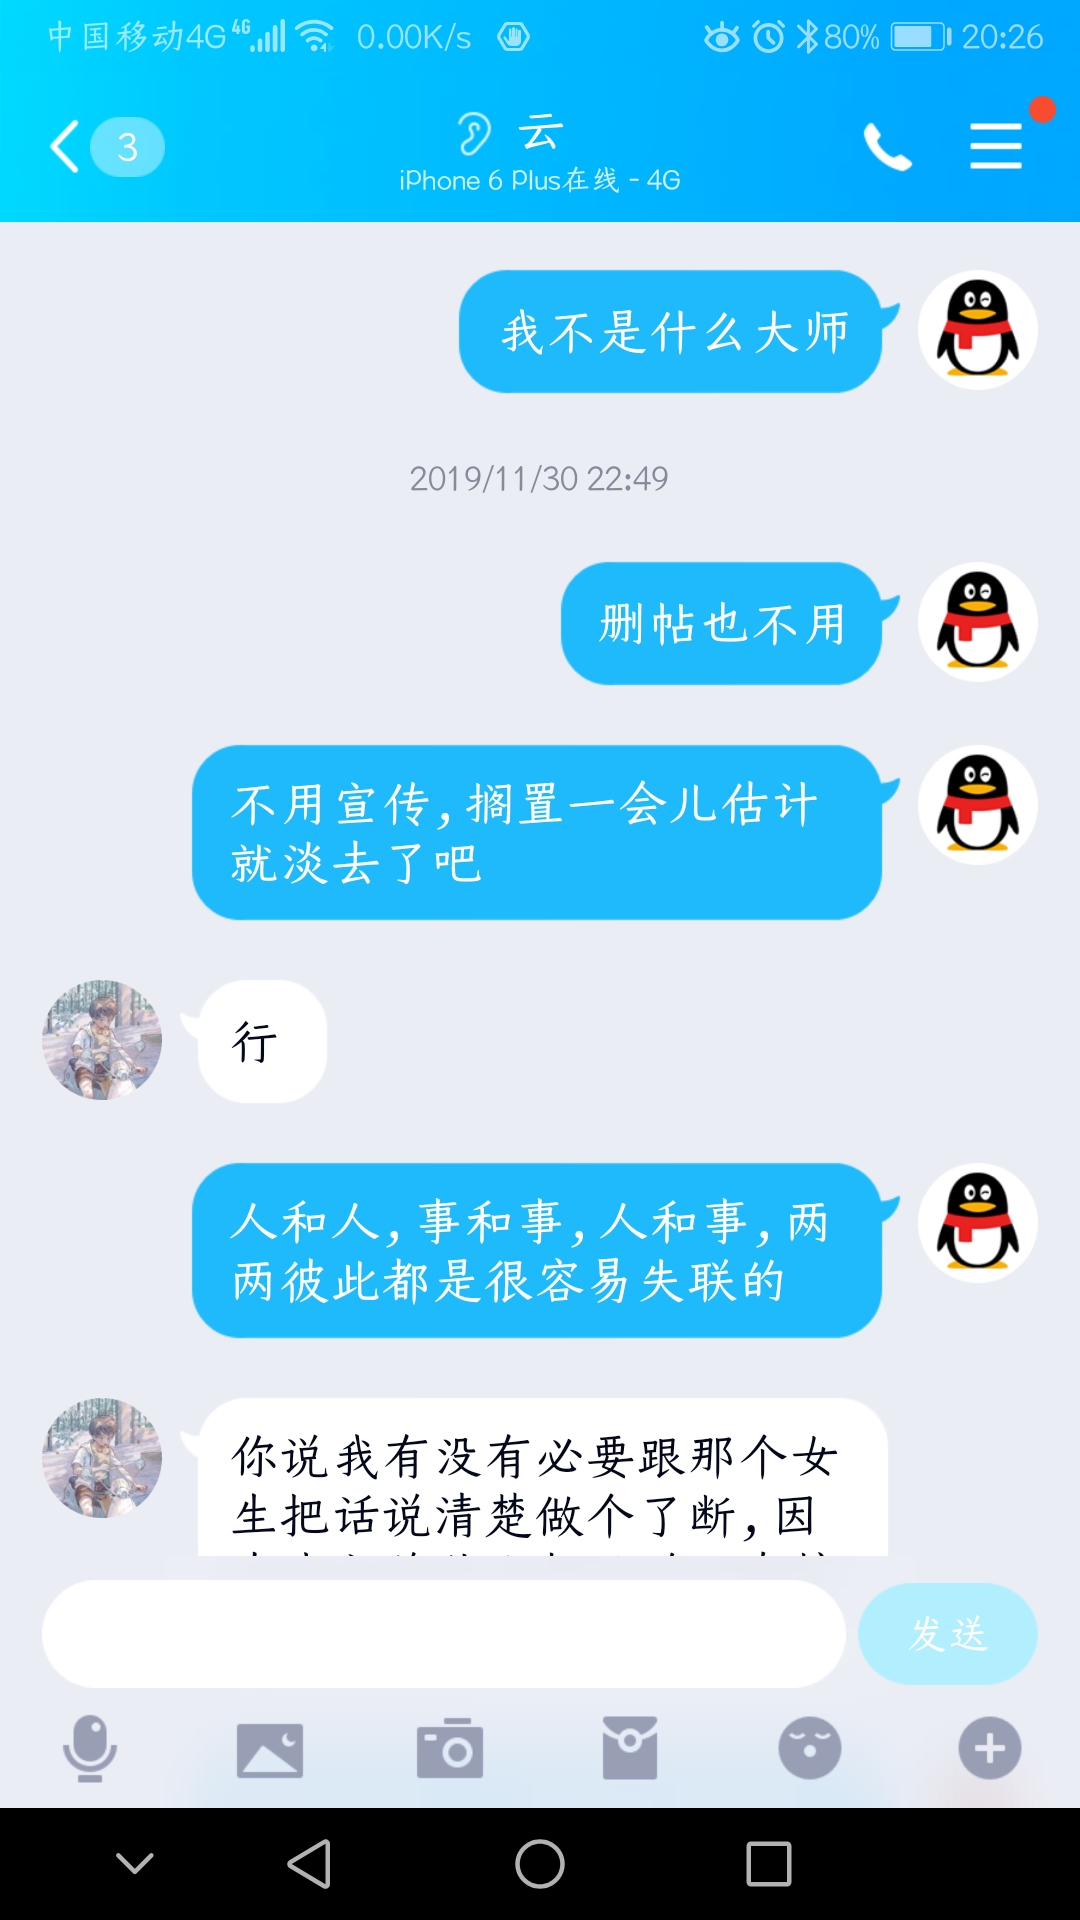 中国移动4G 4G 0.00K/s 80% 20:26
3
云
iPhone 6 Plus在线 - 4G
我不是什么大师
2019/11/30 22:49
删帖也不用
不用宣传,搁置一会儿估计
就淡去了吧
行
人和人,事和事,人和事,两
两彼此都是很容易失联的
你说我有没有必要跟那个女
生把话说清楚做个了断,因
发送